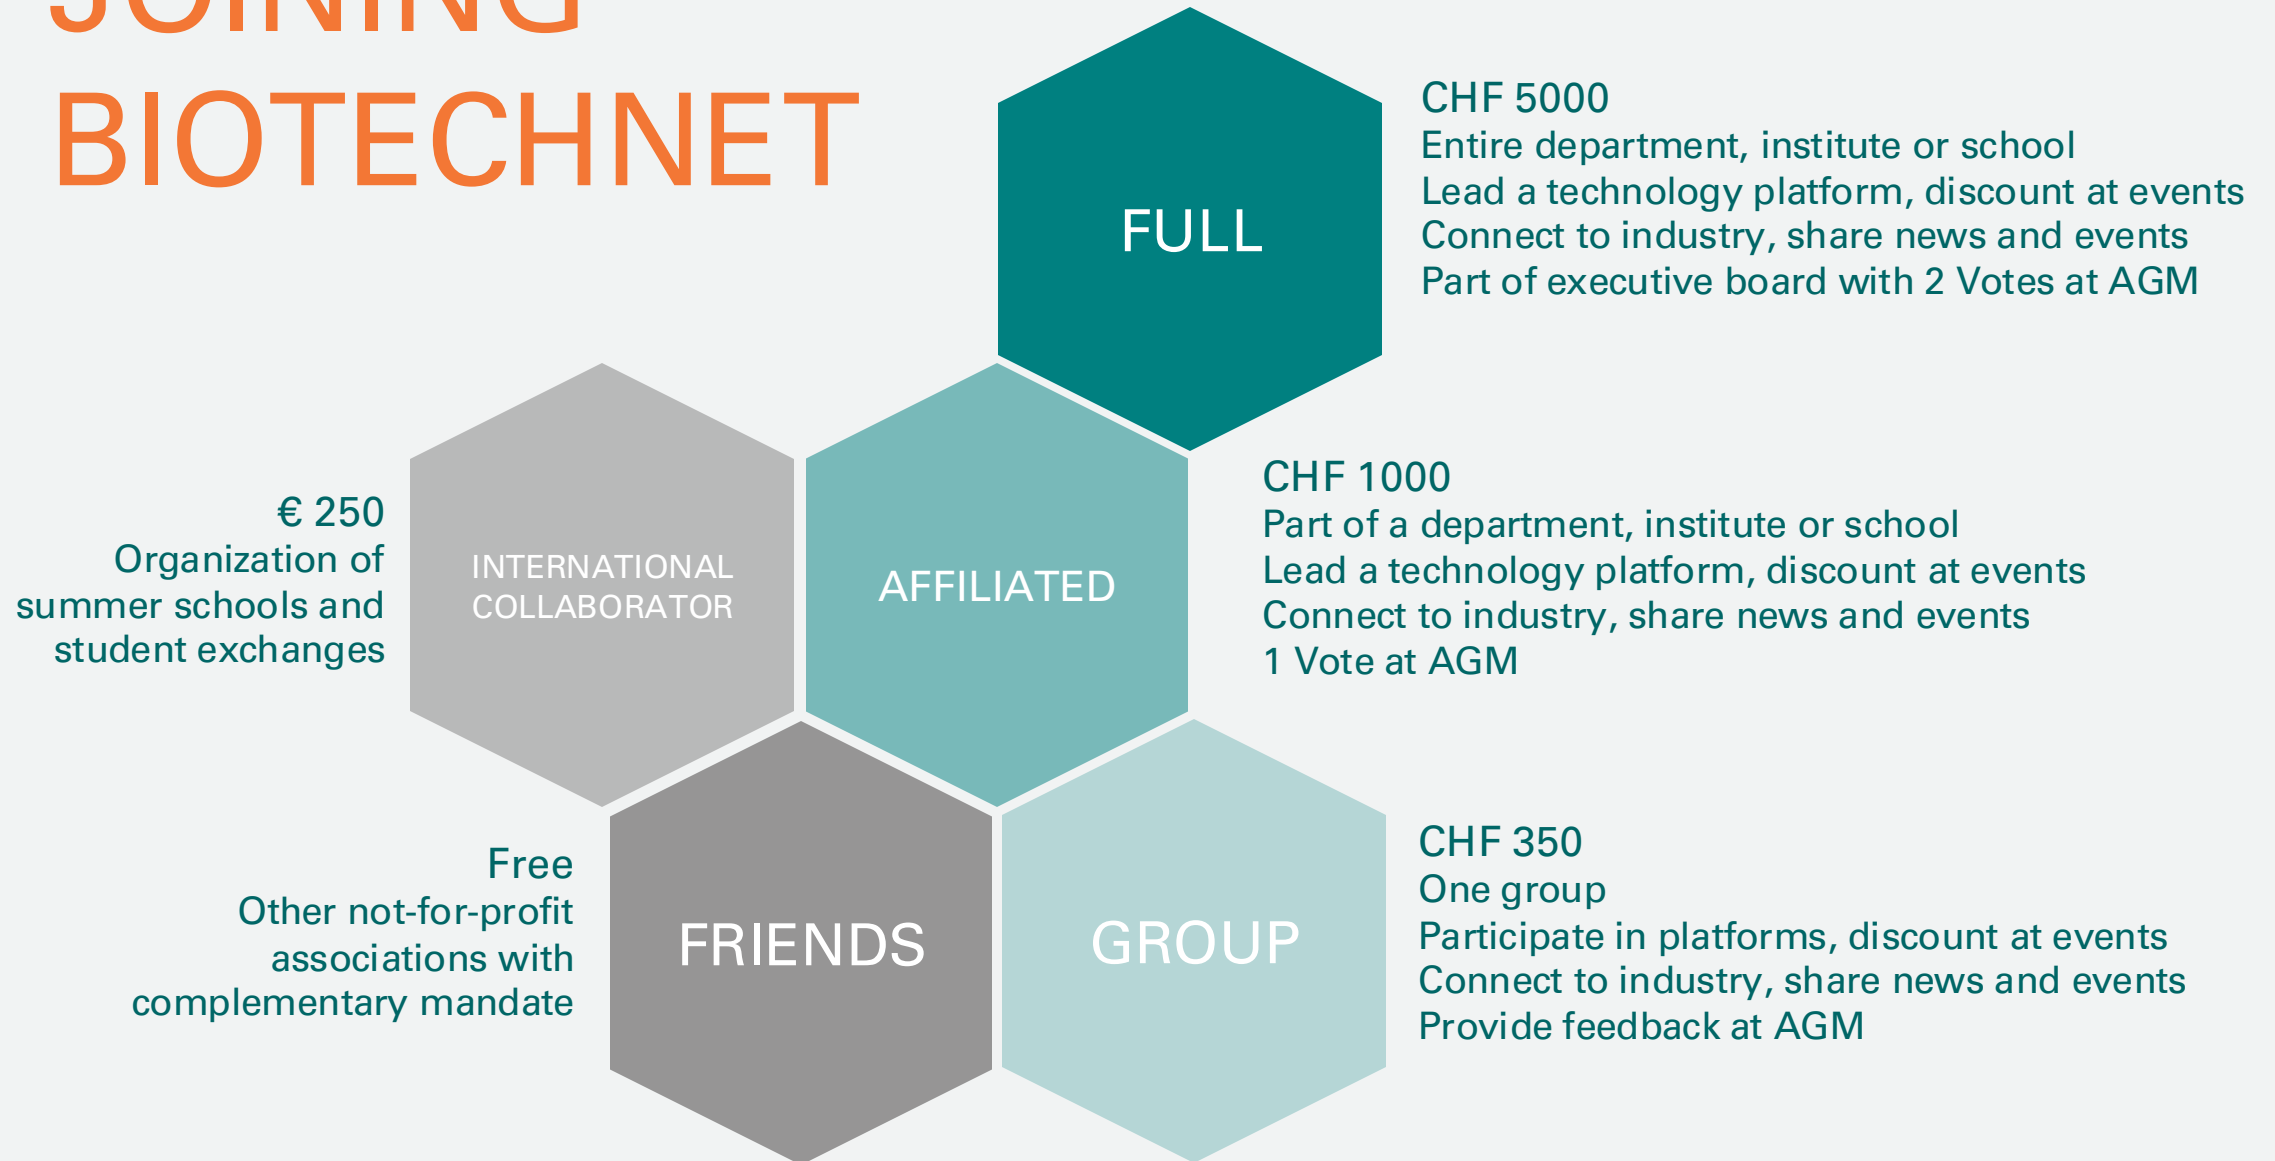 JOINING
BIOTECHNET
FULL
CHF 5000
Entire department, institute or school
Lead a technology platform, discount at events
Connect to industry, share news and events
Part of executive board with 2 Votes at AGM
€ 250
Organization of
summer schools and
student exchanges
INTERNATIONAL
COLLABORATOR
AFFILIATED
CHF 1000
Part of a department, institute or school
Lead a technology platform, discount at events
Connect to industry, share news and events
1 Vote at AGM
Free
Other not-for-profit
associations with
complementary mandate
FRIENDS
GROUP
CHF 350
One group
Participate in platforms, discount at events
Connect to industry, share news and events
Provide feedback at AGM